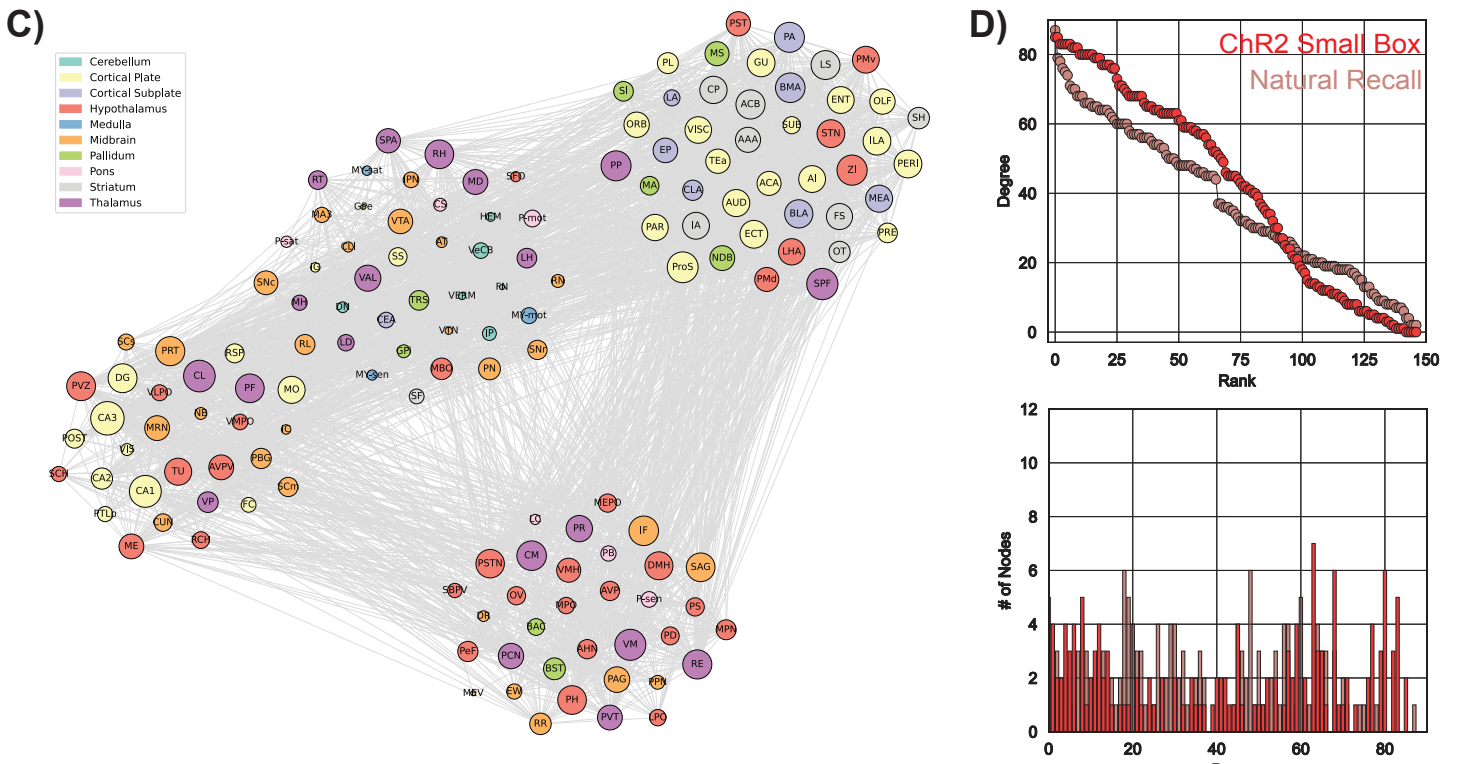 C)
D)
Cerebellum
Cortical Plate
Cortical Subplate
Hypothalamus
Medulla
Midbrain
Pallidum
Pons
Striatum
Thalamus
PST
PA
MS
GU
LS
PMv
PL
SI
LA
CP
ACB
BMA
ENT
OLF
SH
ORB
VISC
AAA
SUB
STN
ILA
EP
TEa
PP
PERI
ZI
MA
CLA
ACA
AI
MEA
AUD
BLA
FS
PAR
IA
ECT
PRE
NDB
LHA
OT
ProS
PMd
SPF
SPA
RH
RT
MY-sat
IPN
MD
SFO
MA3
CS
VTA
HEM
P-mot
P-sat
CLI
AT
VeCB
SS
LH
IG
SNc
VAL
RN
MH
DN
TRS
VERM
FN
CEA
MY-mot
VTN
IP
RL
LD
GPi
SNr
MBO
PN
MY-sen
SF
SCs
PRT
RSP
PVZ
DG
CL
PF
MO
VLPO
CA3
NB
VMPO
MRN
IC
POST
VIS
PBG
SCH
CA2
TU
AVPV
CA1
SCm
VP
FC
PTLp
CUN
ME
RCH
MEPO
LC
PR
IF
CM
PB
PSTN
VMH
DMH
SAG
SBPV
OV
AVP
MPO
P-sen
PS
DR
BAC
MPN
PD
VM
PeF
PCN
AHN
RE
BST
PAG
PPN
MEV
EW
PH
RR
PVT
LPO
ChR2 Small Box
Natural Recall
80
60
40
20
0
Degree
0 25 50 75 100 125 150
Rank
12
10
8
6
4
2
0
# of Nodes
0 20 40 60 80